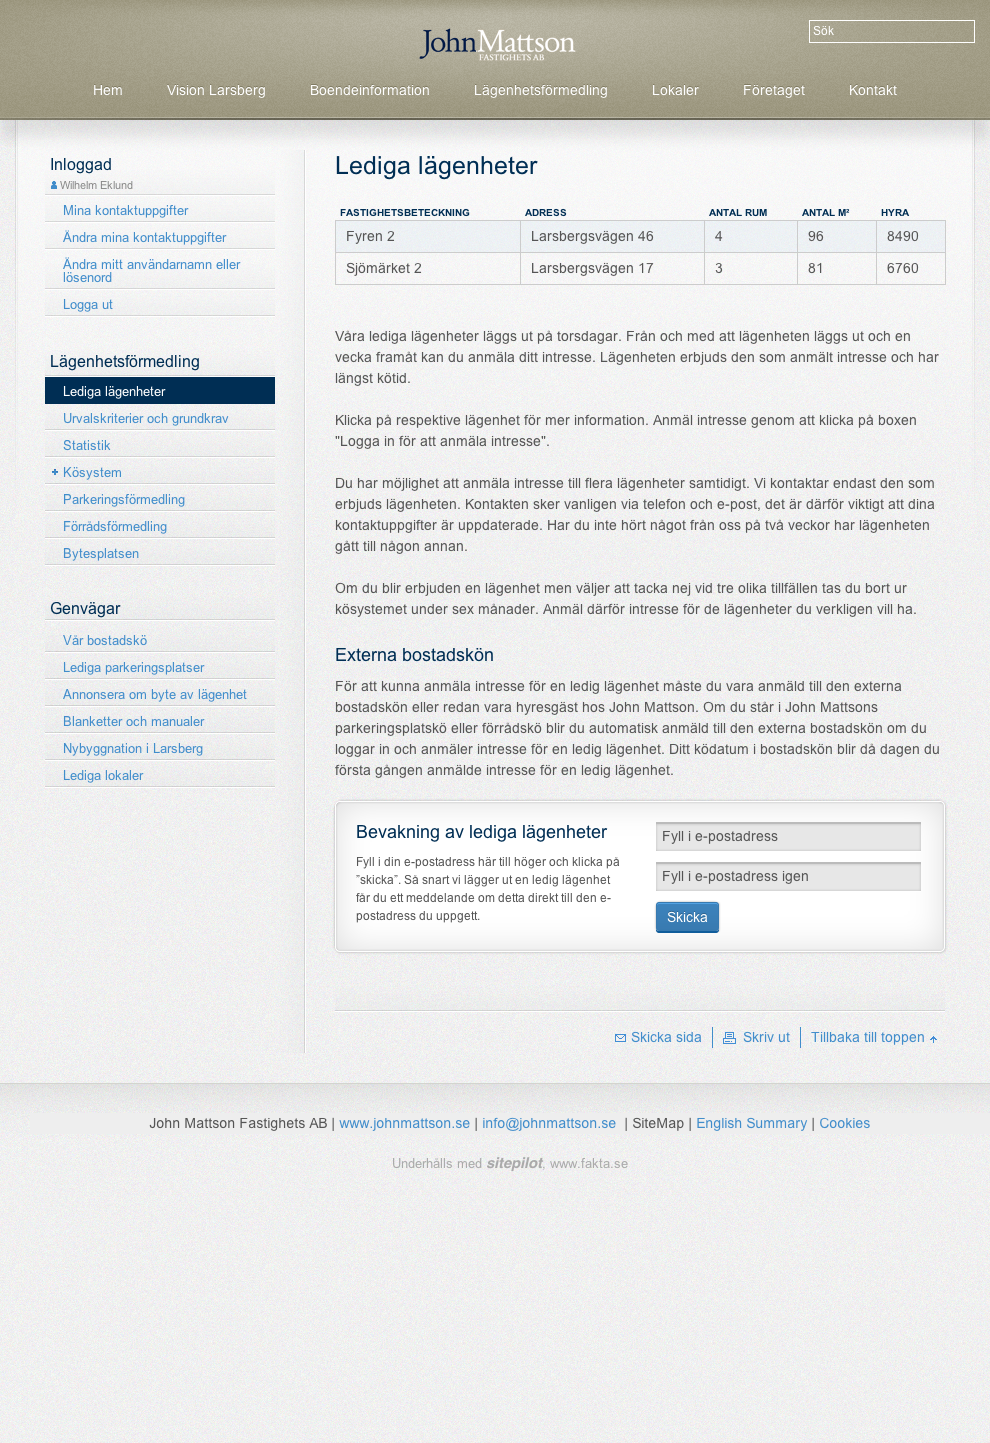 Sök
JohnMattson
FASTIGHETS AB
Hem Vision Larsberg Boendeinformation Lägenhetsförmedling Lokaler Företaget Kontakt
Inloggad
Wilhelm Eklund
Mina kontaktuppgifter
Ändra mina kontaktuppgifter
Ändra mitt användarnamn eller
lösenord
Logga ut
Lägenhetsförmedling
Lediga lägenheter
Urvalskriterier och grundkrav
Statistik
Kösystem
Parkeringsförmedling
Förrådsförmedling
Bytesplatsen
Genvägar
Vår bostadskö
Lediga parkeringsplatser
Annonsera om byte av lägenhet
Blanketter och manualer
Nybyggnation i Larsberg
Lediga lokaler
Lediga lägenheter
FASTIGHETSBETECKNING ADRESS ANTAL RUM ANTAL M² HYRA
Fyren 2 Larsbergsvägen 46 4 96 8490
Sjömärket 2 Larsbergsvägen 17 3 81 6760
Våra lediga lägenheter läggs ut på torsdagar. Från och med att lägenheten läggs ut och en
vecka framåt kan du anmäla ditt intresse. Lägenheten erbjuds den som anmält intresse och har
längst kötid.
Klicka på respektive lägenhet för mer information. Anmäl intresse genom att klicka på boxen
"Logga in för att anmäla intresse".
Du har möjlighet att anmäla intresse till flera lägenheter samtidigt. Vi kontaktar endast den som
erbjuds lägenheten. Kontakten sker vanligen via telefon och e-post, det är därför viktigt att dina
kontaktuppgifter är uppdaterade. Har du inte hört något från oss på två veckor har lägenheten
gått till någon annan.
Om du blir erbjuden en lägenhet men väljer att tacka nej vid tre olika tillfällen tas du bort ur
kösystemet under sex månader. Anmäl därför intresse för de lägenheter du verkligen vill ha.
Externa bostadskön
För att kunna anmäla intresse för en ledig lägenhet måste du vara anmäld till den externa
bostadskön eller redan vara hyresgäst hos John Mattson. Om du står i John Mattsons
parkeringsplatskö eller förrådskö blir du automatisk anmäld till den externa bostadskön om du
loggar in och anmäler intresse för en ledig lägenhet. Ditt ködatum i bostadskön blir då dagen du
första gången anmälde intresse för en ledig lägenhet.
Bevakning av lediga lägenheter
Fyll i din e-postadress här till höger och klicka på
”skicka”. Så snart vi lägger ut en ledig lägenhet
får du ett meddelande om detta direkt till den e-
postadress du uppgett.
Fyll i e-postadress
Fyll i e-postadress igen
Skicka
Skicka sida Skriv ut Tillbaka till toppen
John Mattson Fastighets AB | www.johnmattson.se | info@johnmattson.se | SiteMap | English Summary | Cookies
Underhålls med sitepilot, www.fakta.se